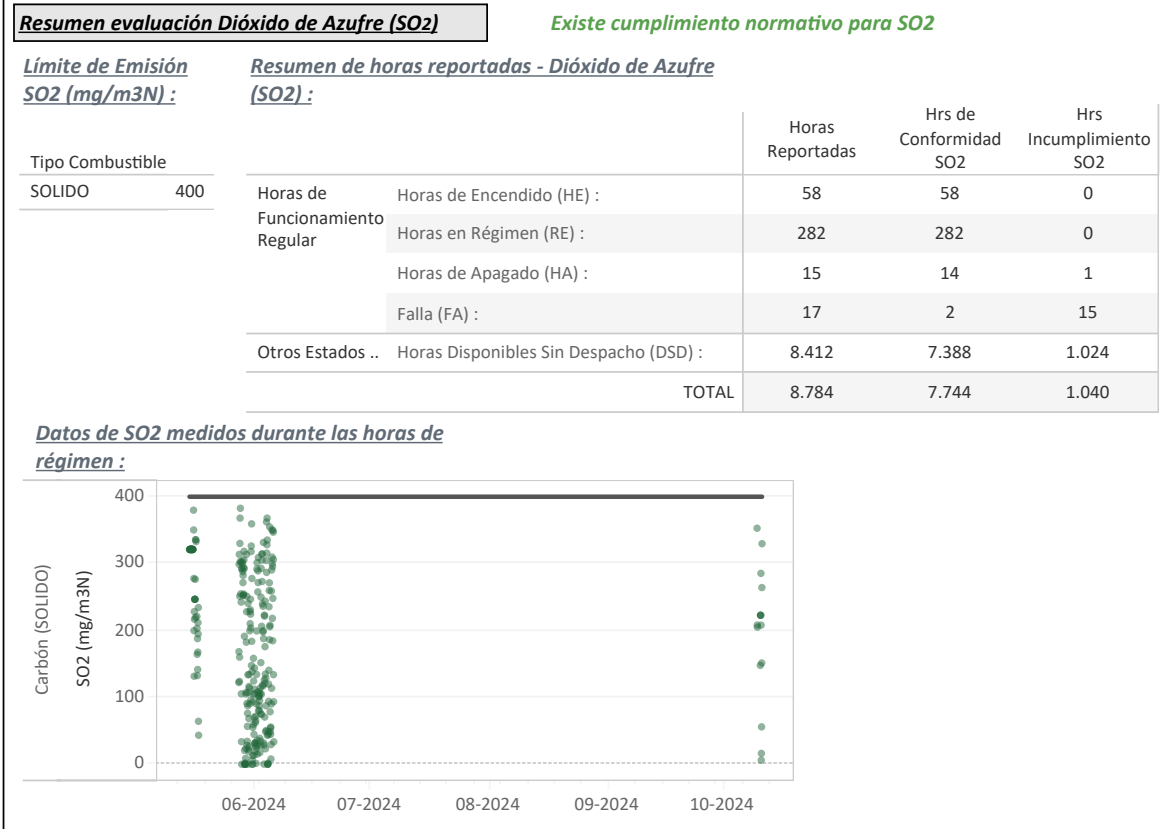 Resumen evaluación Dióxido de Azufre (SO2)
Existe cumplimiento normativo para SO2
Límite de Emisión
SO2 (mg/m3N) :
Resumen de horas reportadas - Dióxido de Azufre
(SO2) :
Tipo Combustible
SOLIDO 400
Horas
Reportadas
Hrs de
Conformidad
SO2
Hrs
Incumplimiento
SO2
Horas de
Funcionamiento
Regular
Horas de Encendido (HE) : 58 58 0
Horas en Régimen (RE) : 282 282 0
Horas de Apagado (HA) : 15 14 1
Falla (FA) : 17 2 15
Otros Estados .. Horas Disponibles Sin Despacho (DSD) : 8.412 7.388 1.024
TOTAL 8.784 7.744 1.040
Datos de SO2 medidos durante las horas de
régimen :
Carbón (SOLIDO)
SO2 (mg/m3N)
400
300
200
100
0
06-2024 07-2024 08-2024 09-2024 10-2024